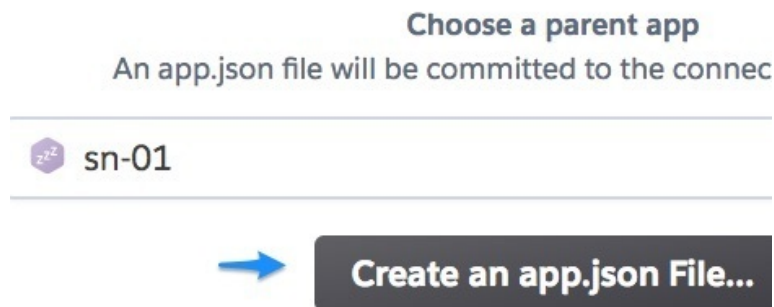 Choose a parent app
An app.json file will be committed to the connec
zzz sn-01
Create an app.json File...